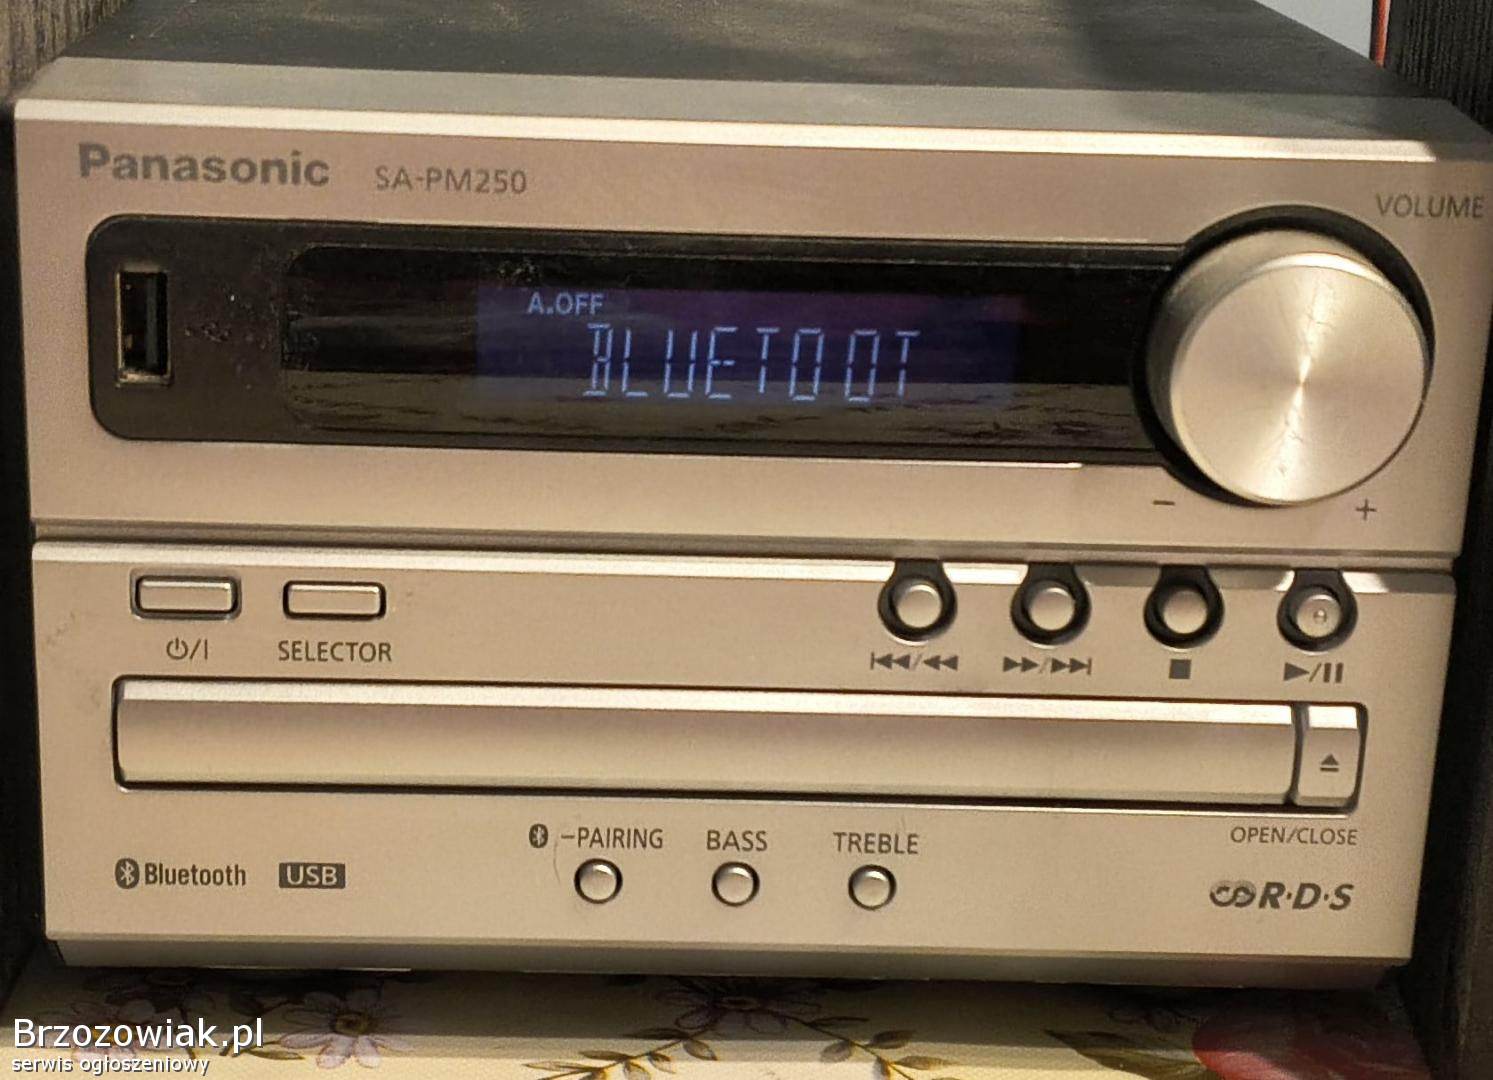 Panasonic SA-PM250
VOLUME
A.OFF
BLUETOOT
- +
⏻/I SELECTOR
⏮◀◀/◀◀ ▶▶/▶▶⏭ ■ ▶/⏸
-PAIRING BASS TREBLE
OPEN/CLOSE
Bluetooth USB
R·D·S
Brzozowiak.pl
serwis ogłoszeniowy